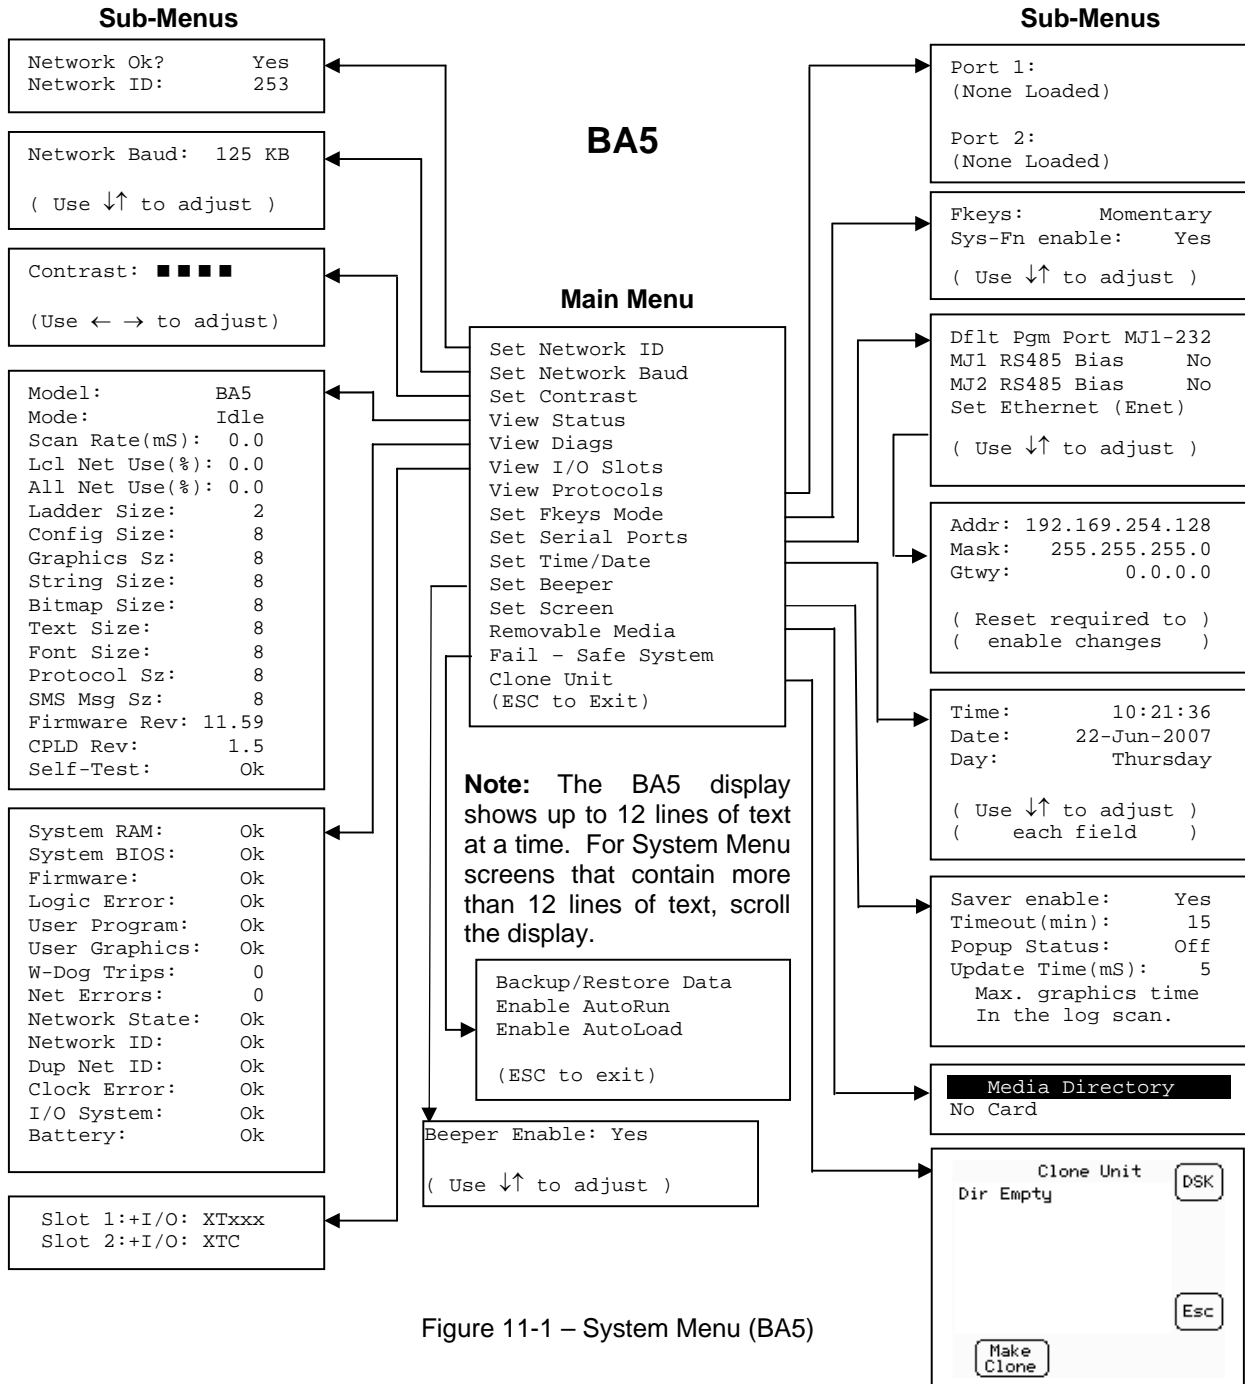 Sub-Menus
Network Ok? Yes
Network ID: 253
Network Baud: 125 KB
( Use ↓↑ to adjust )
Contrast: ■ ■ ■ ■
(Use ← → to adjust)
Model: BA5
Mode: Idle
Scan Rate(mS): 0.0
Lcl Net Use(%): 0.0
All Net Use(%): 0.0
Ladder Size: 2
Config Size: 8
Graphics Sz: 8
String Size: 8
Bitmap Size: 8
Text Size: 8
Font Size: 8
Protocol Sz: 8
SMS Msg Sz: 8
Firmware Rev: 11.59
CPLD Rev: 1.5
Self-Test: Ok
System RAM: Ok
System BIOS: Ok
Firmware: Ok
Logic Error: Ok
User Program: Ok
User Graphics: Ok
W-Dog Trips: 0
Net Errors: 0
Network State: Ok
Network ID: Ok
Dup Net ID: Ok
Clock Error: Ok
I/O System: Ok
Battery: Ok
Slot 1:+I/O: XTxxx
Slot 2:+I/O: XTC
BA5
Main Menu
Set Network ID
Set Network Baud
Set Contrast
View Status
View Diags
View I/O Slots
View Protocols
Set Fkeys Mode
Set Serial Ports
Set Time/Date
Set Beeper
Set Screen
Removable Media
Fail – Safe System
Clone Unit
(ESC to Exit)
Note: The BA5 display
shows up to 12 lines of text
at a time. For System Menu
screens that contain more
than 12 lines of text, scroll
the display.
Backup/Restore Data
Enable AutoRun
Enable AutoLoad
(ESC to exit)
Beeper Enable: Yes
( Use ↓↑ to adjust )
Sub-Menus
Port 1:
(None Loaded)
Port 2:
(None Loaded)
Fkeys: Momentary
Sys-Fn enable: Yes
( Use ↓↑ to adjust )
Dflt Pgm Port MJ1-232
MJ1 RS485 Bias No
MJ2 RS485 Bias No
Set Ethernet (Enet)
( Use ↓↑ to adjust )
Addr: 192.169.254.128
Mask: 255.255.255.0
Gtwy: 0.0.0.0
( Reset required to )
( enable changes )
Time: 10:21:36
Date: 22-Jun-2007
Day: Thursday
( Use ↓↑ to adjust )
( each field )
Saver enable: Yes
Timeout(min): 15
Popup Status: Off
Update Time(mS): 5
Max. graphics time
In the log scan.
Media Directory
No Card
Clone Unit
DSK
Dir Empty
Esc
Make
Clone
Figure 11-1 – System Menu (BA5)